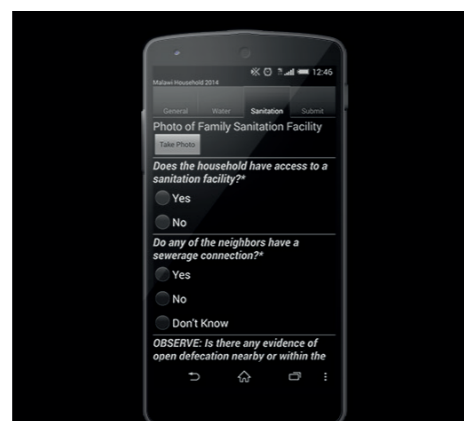 12:46
Malawi Household 2014
General Water Sanitation Submit
Photo of Family Sanitation Facility
Take Photo
Does the household have access to a
sanitation facility?*
Yes
No
Do any of the neighbors have a
sewerage connection?*
Yes
No
Don't Know
OBSERVE: Is there any evidence of
open defecation nearby or within the